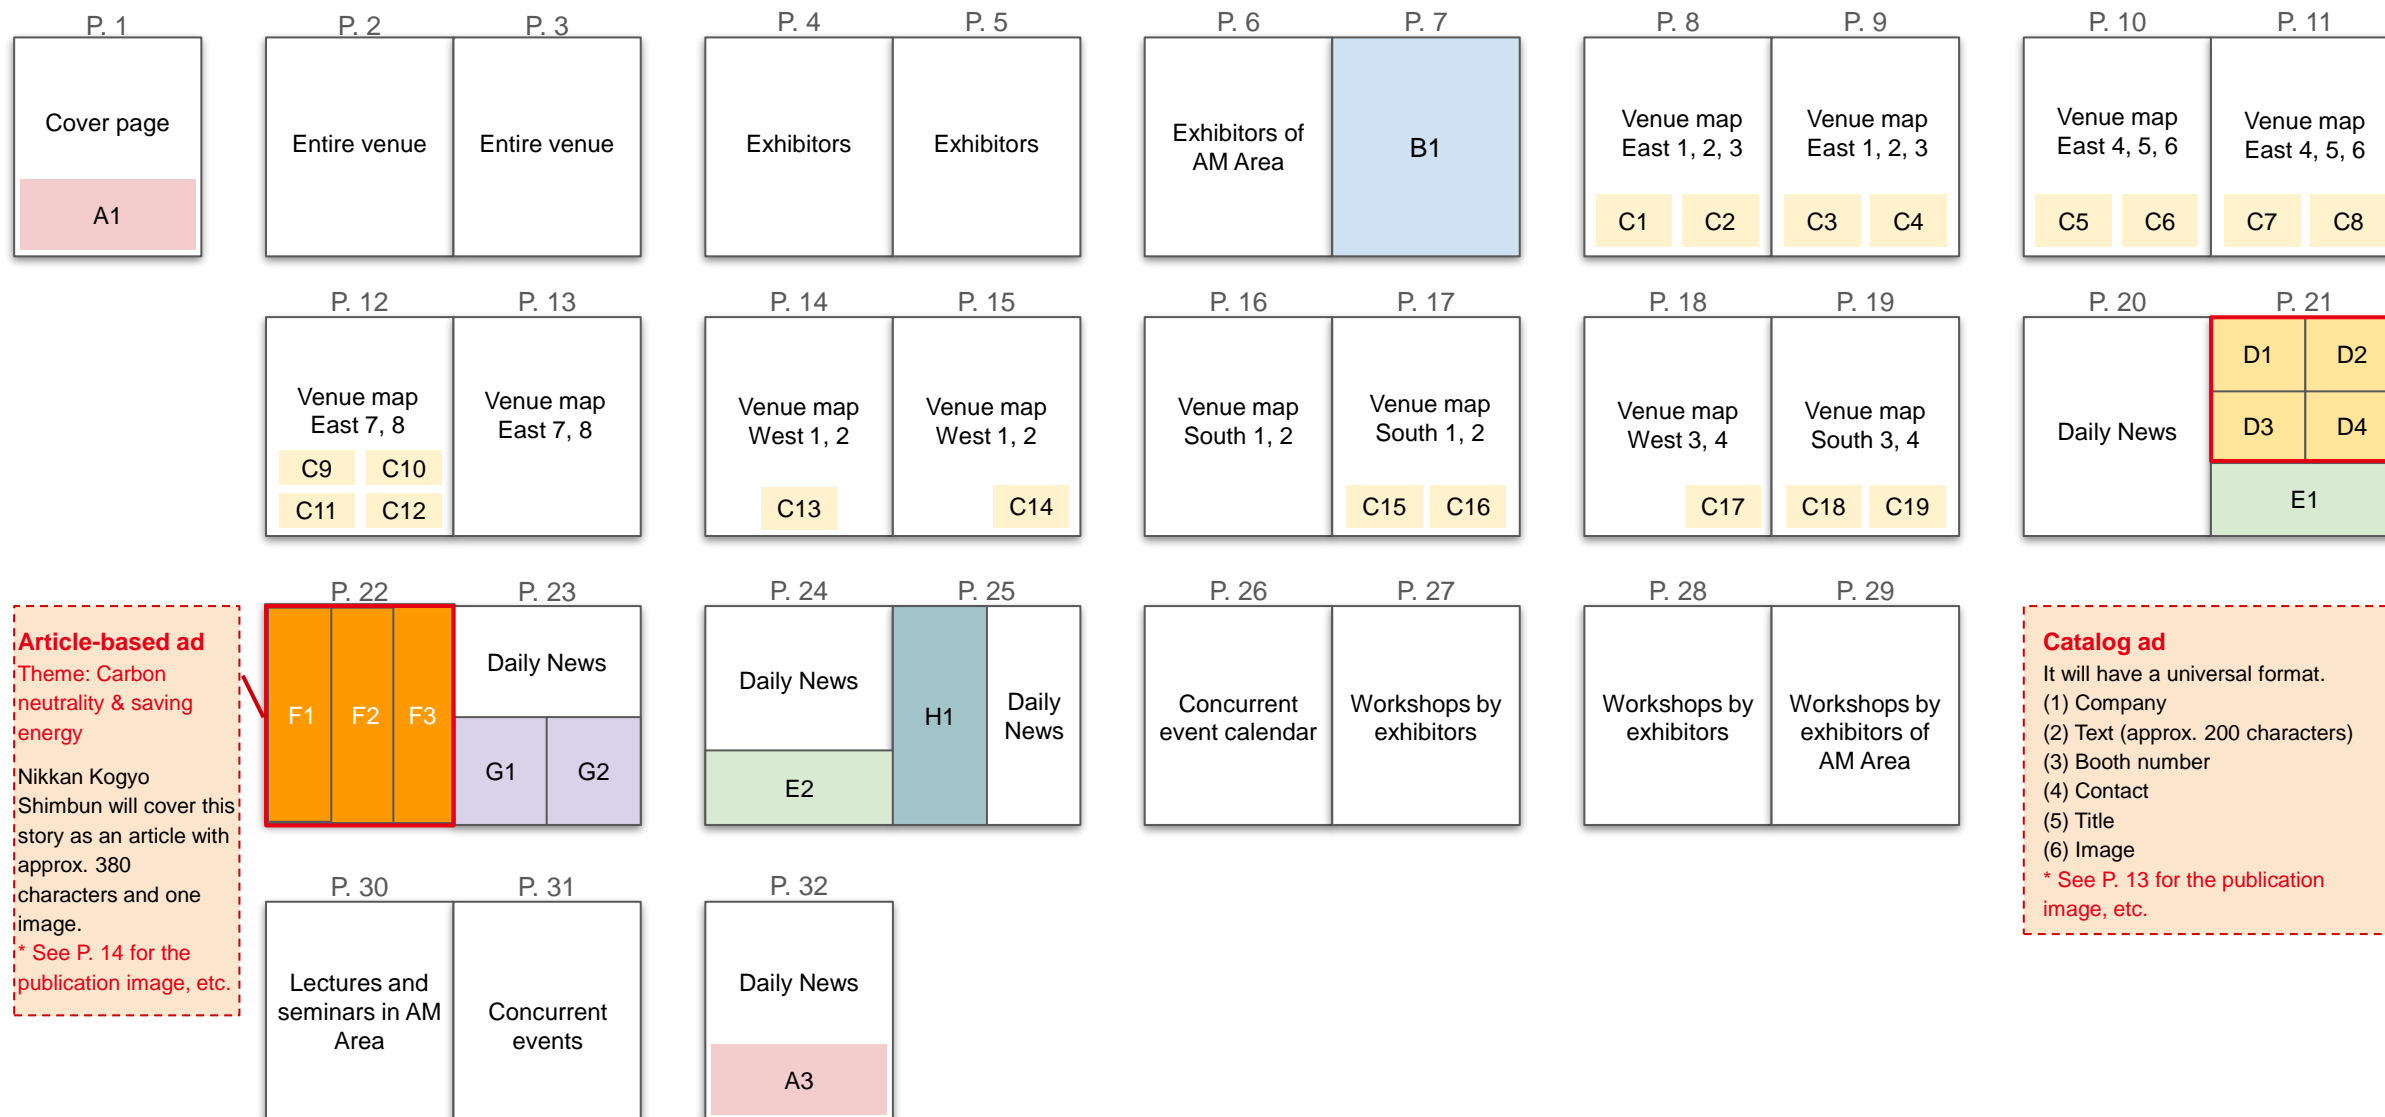 P. 1
Cover page
A1
P. 2
Entire venue
P. 3
Entire venue
P. 4
Exhibitors
P. 5
Exhibitors
P. 6
Exhibitors of
AM Area
P. 7
B1
P. 8
Venue map
East 1, 2, 3
C1
C2
P. 9
Venue map
East 1, 2, 3
C3
C4
P. 10
Venue map
East 4, 5, 6
C5
C6
P. 11
Venue map
East 4, 5, 6
C7
C8
P. 12
Venue map
East 7, 8
C9
C10
C11
C12
P. 13
Venue map
East 7, 8
P. 14
Venue map
West 1, 2
C13
P. 15
Venue map
West 1, 2
C14
P. 16
Venue map
South 1, 2
P. 17
Venue map
South 1, 2
C15
C16
P. 18
Venue map
West 3, 4
C17
P. 19
Venue map
South 3, 4
C18
C19
P. 20
Daily News
P. 21
D1
D2
D3
D4
E1
Article-based ad
Theme: Carbon
neutrality & saving
energy
Nikkan Kogyo
Shimbun will cover this
story as an article with
approx. 380
characters and one
image.
* See P. 14 for the
publication image, etc.
P. 22
F1
F2
F3
P. 23
Daily News
G1
G2
P. 24
Daily News
E2
P. 25
H1
Daily
News
P. 26
Concurrent
event calendar
P. 27
Workshops by
exhibitors
P. 28
Workshops by
exhibitors
P. 29
Workshops by
exhibitors of
AM Area
Catalog ad
It will have a universal format.
(1) Company
(2) Text (approx. 200 characters)
(3) Booth number
(4) Contact
(5) Title
(6) Image
* See P. 13 for the publication
image, etc.
P. 30
Lectures and
seminars in AM
Area
P. 31
Concurrent
events
P. 32
Daily News
A3